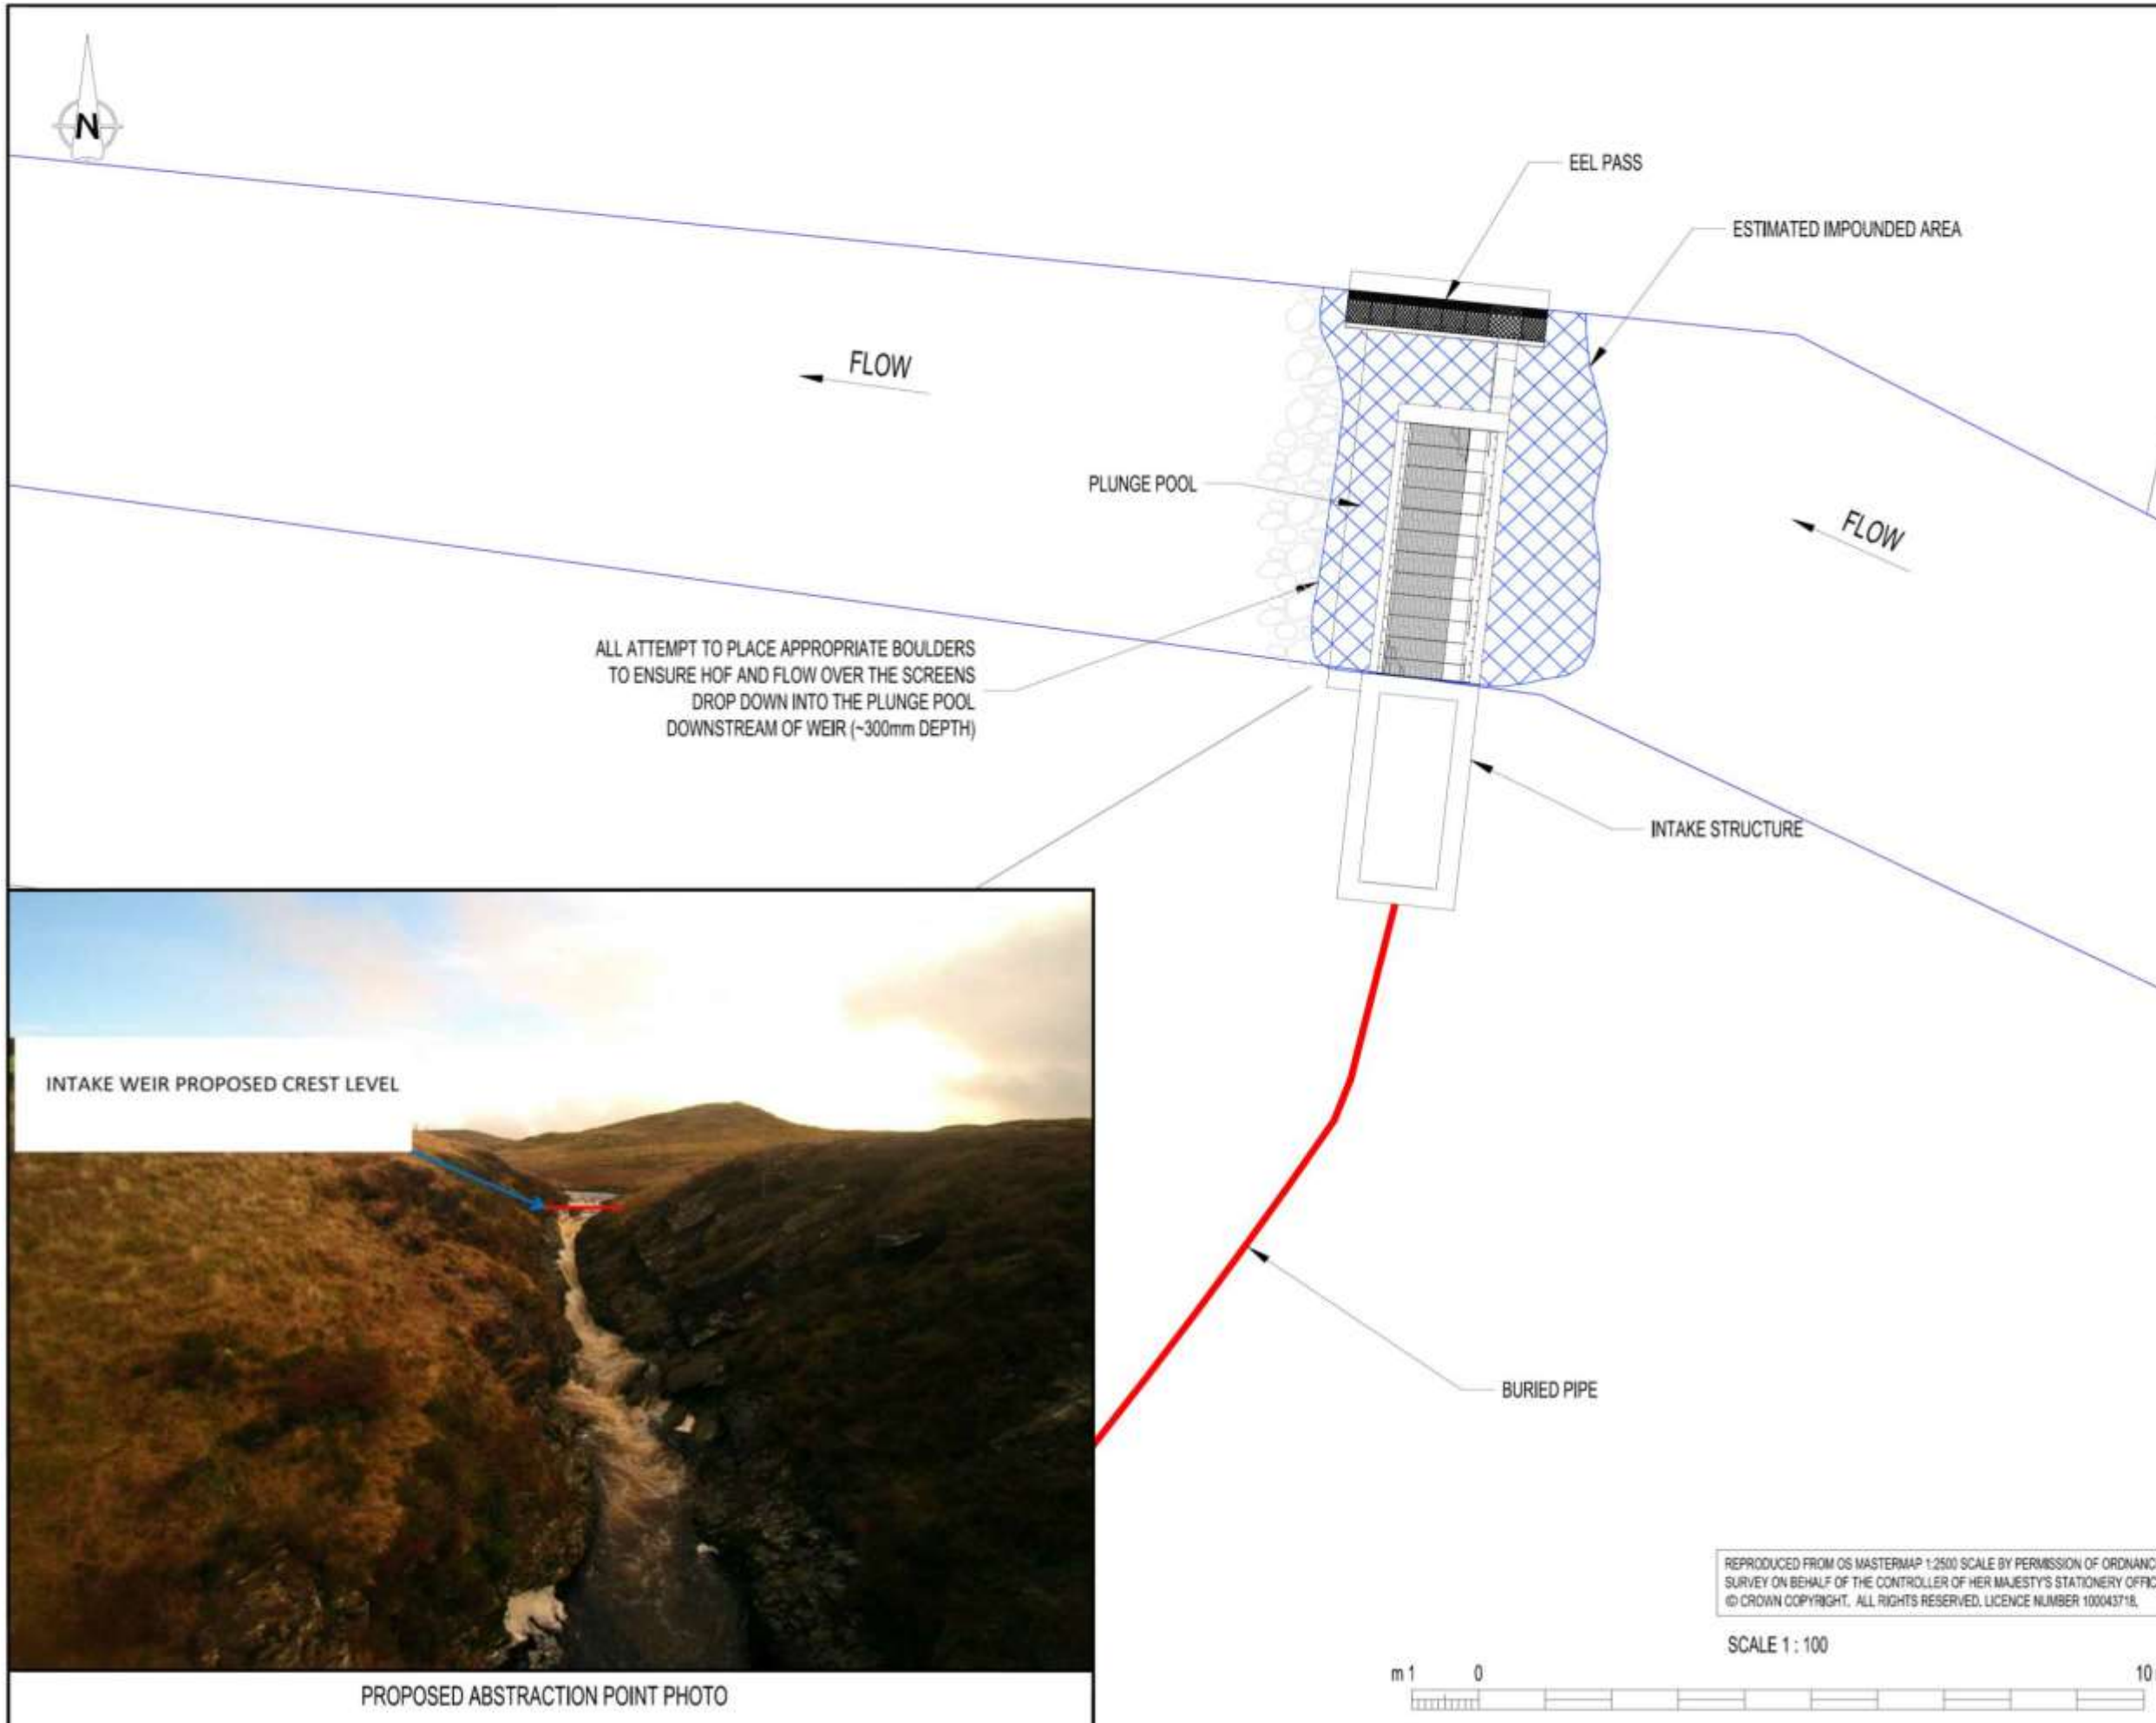 N
EEL PASS
ESTIMATED IMPOUNDED AREA
FLOW
PLUNGE POOL
FLOW
ALL ATTEMPT TO PLACE APPROPRIATE BOULDERS
TO ENSURE HOF AND FLOW OVER THE SCREENS
DROP DOWN INTO THE PLUNGE POOL
DOWNSTREAM OF WEIR (~300mm DEPTH)
INTAKE STRUCTURE
INTAKE WEIR PROPOSED CREST LEVEL
BURIED PIPE
REPRODUCED FROM OS MASTERMAP 1:2500 SCALE BY PERMISSION OF ORDNANC
SURVEY ON BEHALF OF THE CONTROLLER OF HER MAJESTY'S STATIONERY OFFIC
© CROWN COPYRIGHT. ALL RIGHTS RESERVED. LICENCE NUMBER 100043718.
SCALE 1 : 100
m 1 0 10
PROPOSED ABSTRACTION POINT PHOTO